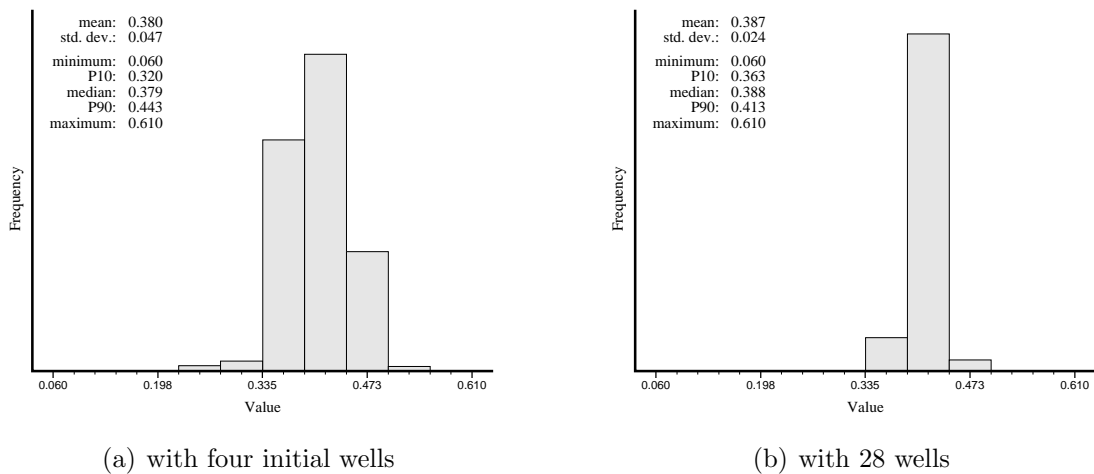 mean: 0.380
std. dev.: 0.047
minimum: 0.060
P10: 0.320
median: 0.379
P90: 0.443
maximum: 0.610
Frequency
0.060 0.198 0.335 0.473 0.610
Value
(a) with four initial wells
mean: 0.387
std. dev.: 0.024
minimum: 0.060
P10: 0.363
median: 0.388
P90: 0.413
maximum: 0.610
Frequency
0.060 0.198 0.335 0.473 0.610
Value
(b) with 28 wells